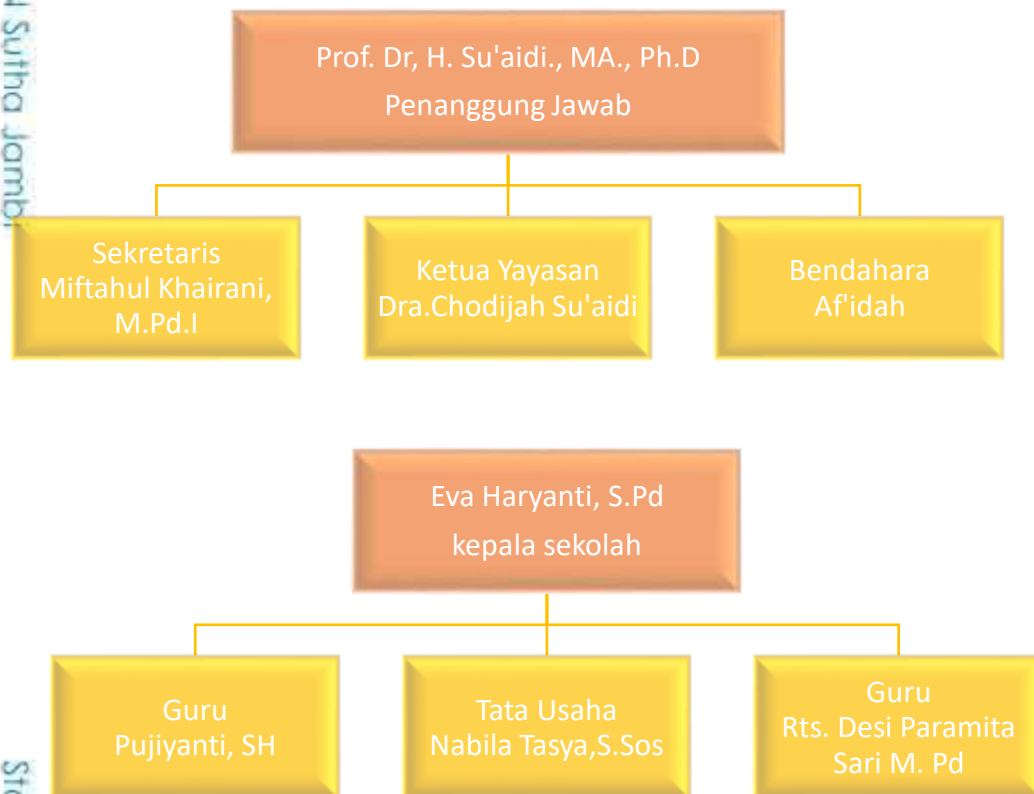 Prof. Dr, H. Su'aidi., MA., Ph.D
Penanggung Jawab
Sekretaris
Miftahul Khairani,
M.Pd.I
Ketua Yayasan
Dra.Chodijah Su'aidi
Bendahara
Af'idah
Eva Haryanti, S.Pd
kepala sekolah
Guru
Pujiyanti, SH
Tata Usaha
Nabila Tasya,S.Sos
Guru
Rts. Desi Paramita
Sari M. Pd
Sutha Jambi